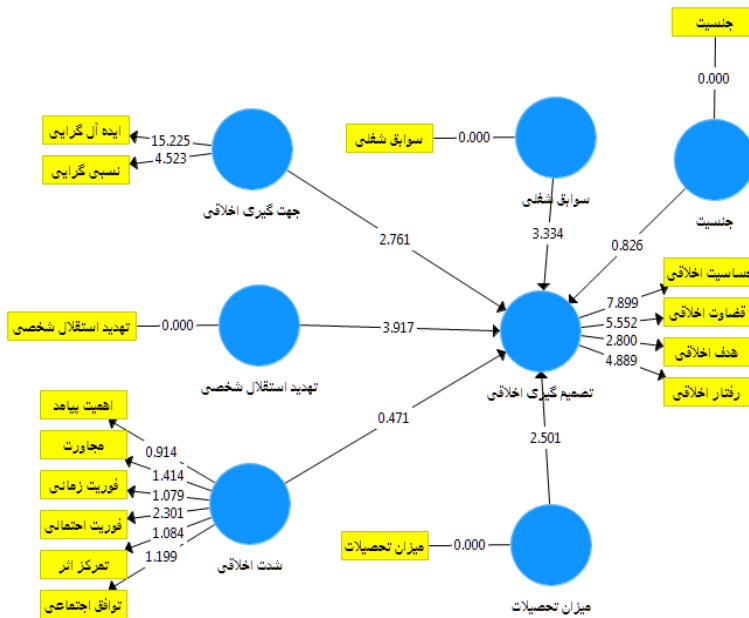 جنسیت
0.000
جنسیت
0.826
سوابق شغلی
0.000
سوابق شغلی
3.334
ایده آل گرایی
15.225
نسبی گرایی
4.523
جهت گیری اخلاقی
2.761
تهدید استقلال شخصی
0.000
تهدید استقلال شخصی
3.917
حساسیت اخلاقی
7.899
قضاوت اخلاقی
5.552
هدف اخلاقی
2.800
رفتار اخلاقی
4.889
تصمیم گیری اخلاقی
0.471
اهمیت پیامد
0.914
مجاورت
1.414
فوریت زمانی
1.079
فوریت احتمالی
2.301
تمرکز اثر
1.084
توافق اجتماعی
1.199
شدت اخلاقی
2.501
میزان تحصیلات
0.000
میزان تحصیلات